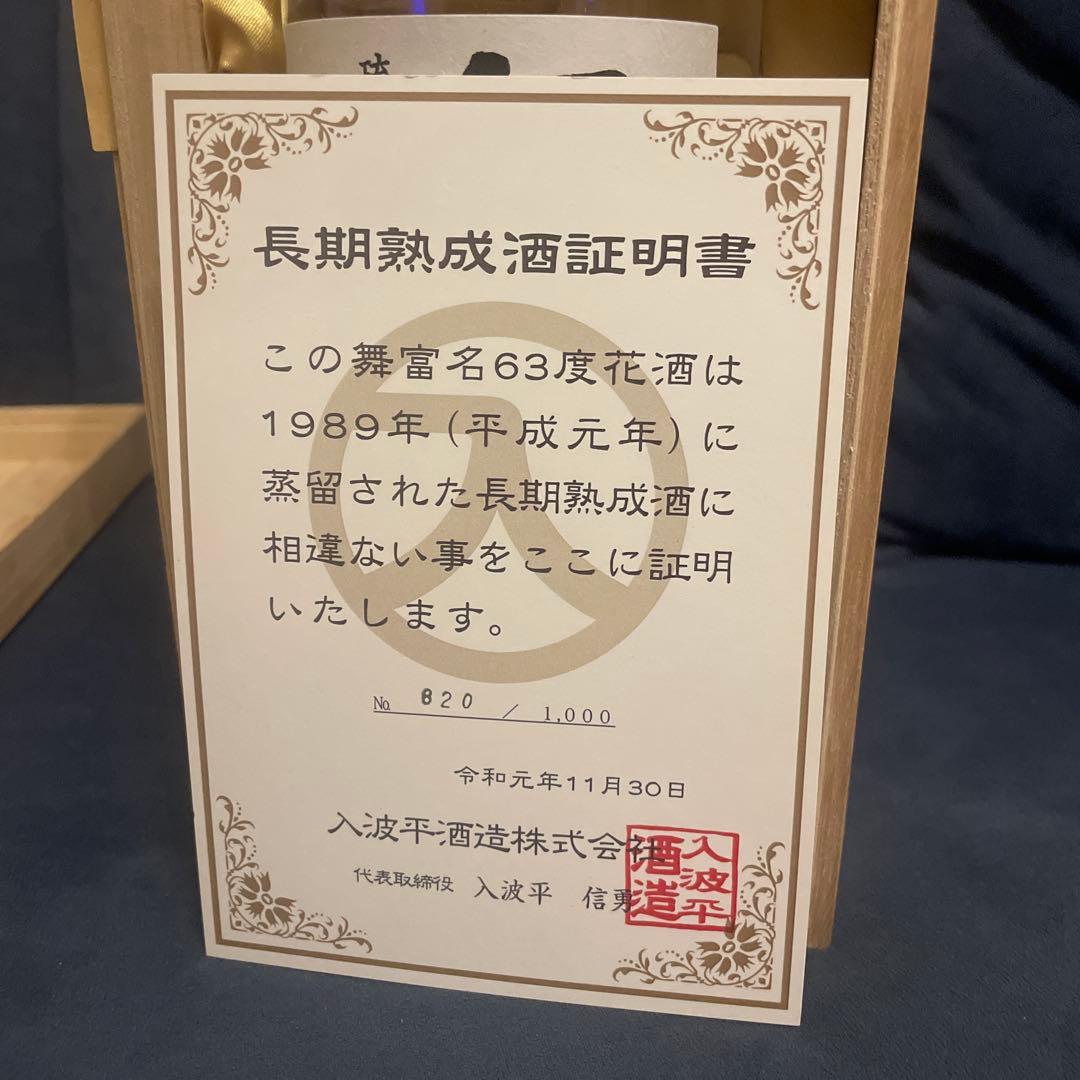 琉
長期熟成酒証明書
この舞富名63度花酒は
1989年(平成元年)に
蒸留された長期熟成酒に
相違ない事をここに証明
いたします。
入
№ 820 / 1,000
令和元年11月30日
入波平酒造株式会社
代表取締役 入波平 信勇
入波平
酒造